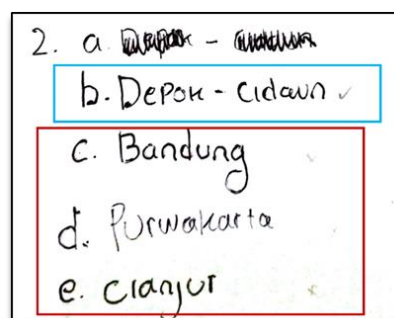 2. a.
b. Depok - Cidaun
c. Bandung
d. Purwakarta
e. Cianjur